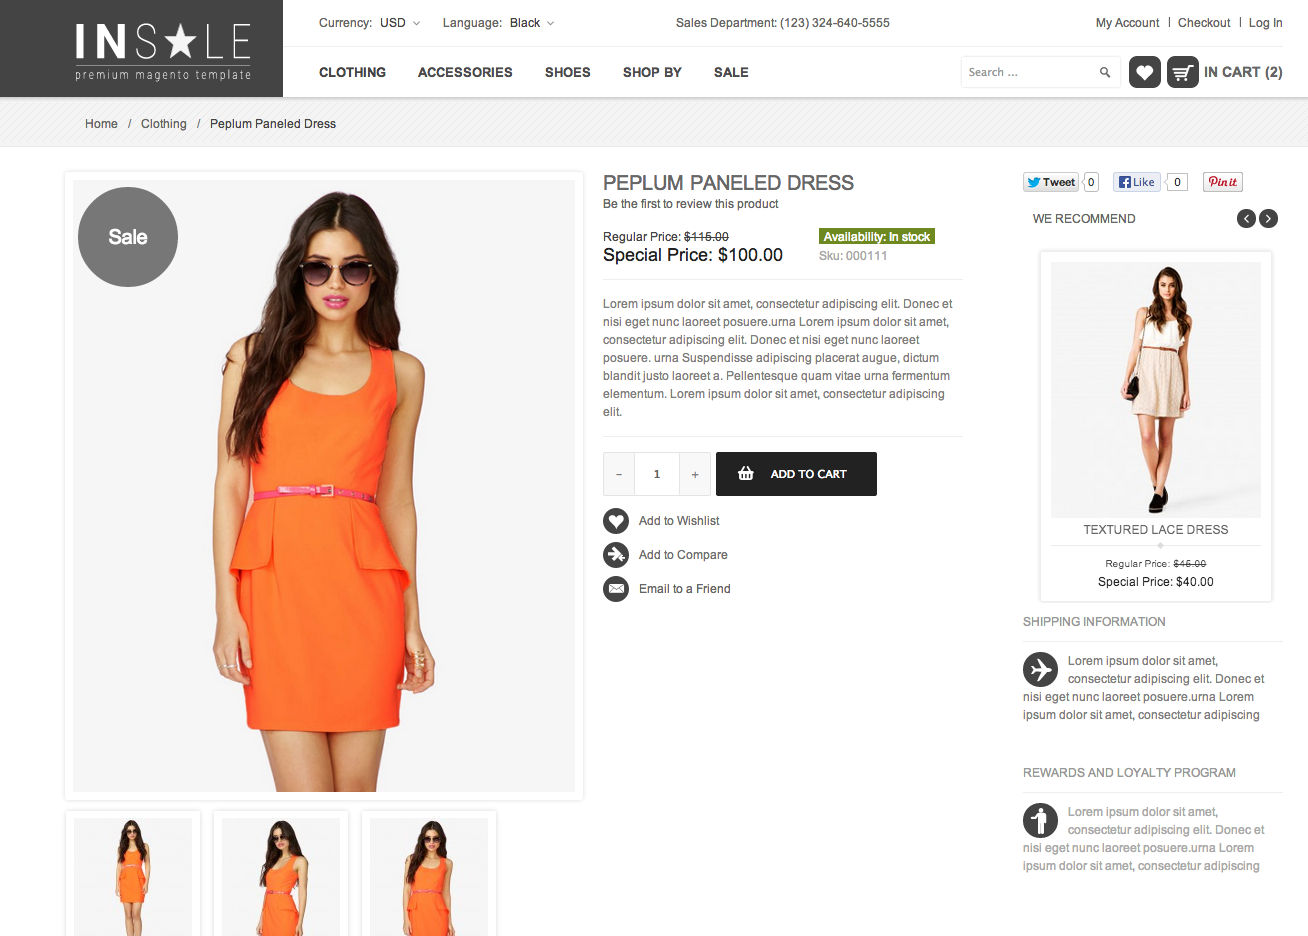 INSALE
premium magento template
Currency: USD
Language: Black
Sales Department: (123) 324-640-5555
My Account | Checkout | Log In
CLOTHING ACCESSORIES SHOES SHOP BY SALE
Search ...
IN CART (2)
Home / Clothing / Peplum Paneled Dress
Sale
PEPLUM PANELED DRESS
Be the first to review this product
Regular Price: $115.00
Special Price: $100.00
Availability: In stock
Sku: 000111
Lorem ipsum dolor sit amet, consectetur adipiscing elit. Donec et
nisi eget nunc laoreet posuere.urna Lorem ipsum dolor sit amet,
consectetur adipiscing elit. Donec et nisi eget nunc laoreet
posuere. urna Suspendisse adipiscing placerat augue, dictum
blandit justo laoreet a. Pellentesque quam vitae urna fermentum
elementum. Lorem ipsum dolor sit amet, consectetur adipiscing
elit.
- 1 +
ADD TO CART
Add to Wishlist
Add to Compare
Email to a Friend
Tweet 0 Like 0 Pin it
WE RECOMMEND
TEXTURED LACE DRESS
Regular Price: $45.00
Special Price: $40.00
SHIPPING INFORMATION
Lorem ipsum dolor sit amet,
consectetur adipiscing elit. Donec et
nisi eget nunc laoreet posuere.urna Lorem
ipsum dolor sit amet, consectetur adipiscing
REWARDS AND LOYALTY PROGRAM
Lorem ipsum dolor sit amet,
consectetur adipiscing elit. Donec et
nisi eget nunc laoreet posuere.urna Lorem
ipsum dolor sit amet, consectetur adipiscing